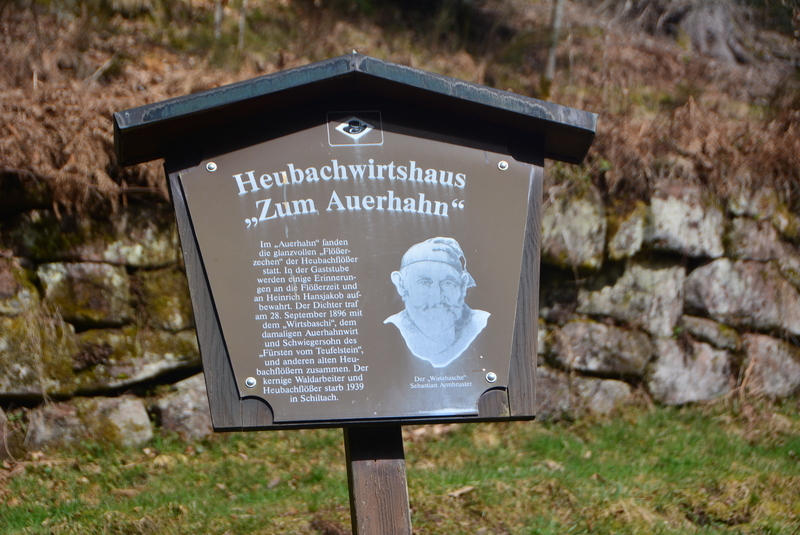 Heubachwirtshaus
„Zum Auerhahn“
Im „Auerhahn“ fanden
die glanzvollen „Flößer-
zechen“ der Heubachflößer
statt. In der Gaststube
werden einige Erinnerun-
gen an die Flößerzeit und
an Heinrich Hansjakob auf-
bewahrt. Der Dichter traf
am 28. September 1896 mit
dem „Wirtsbaschi“, dem
damaligen Auerhahnwirt
und Schwiegersohn des
„Fürsten vom Teufelstein“,
und anderen alten Heu-
bachflößern zusammen. Der
kernige Waldarbeiter und
Heubachflößer starb 1939
in Schiltach.
Der „Wirtsbasche“
Sebastian Armbruster